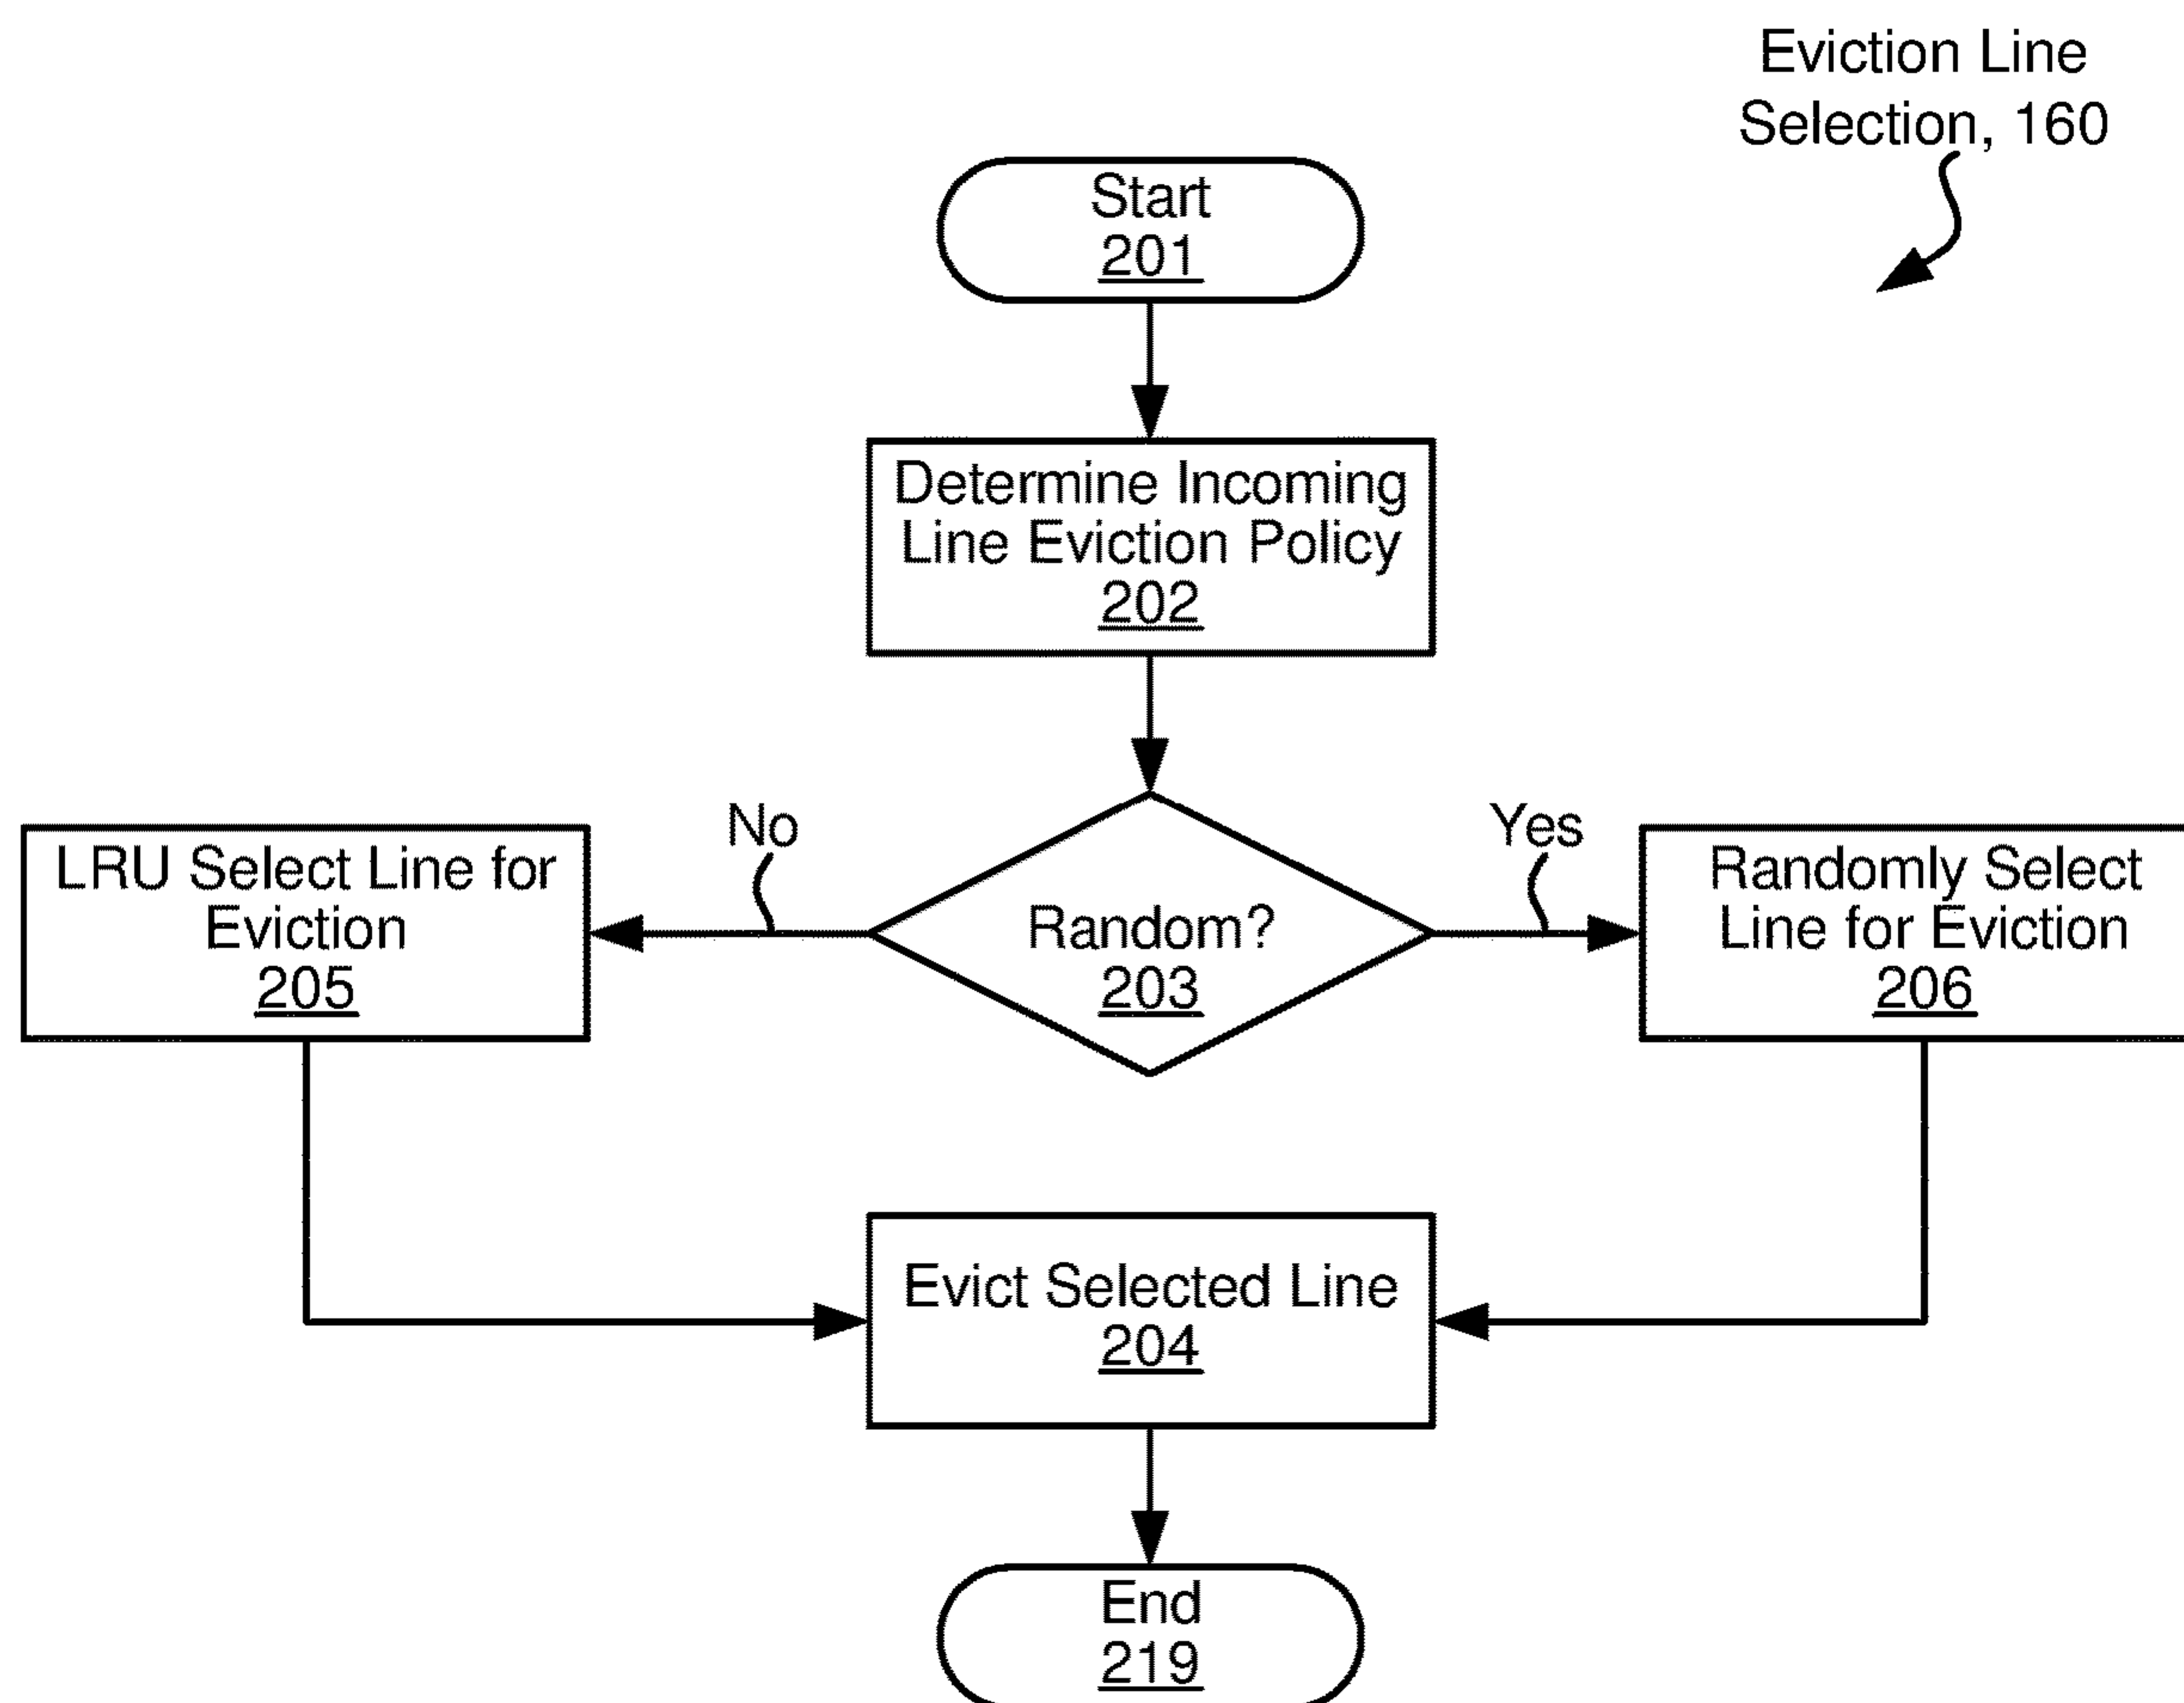 Eviction Line
Selection, 160
Start
201
Determine Incoming
Line Eviction Policy
202
No
Yes
LRU Select Line for
Eviction
205
Random?
203
Randomly Select
Line for Eviction
206
Evict Selected Line
204
End
219